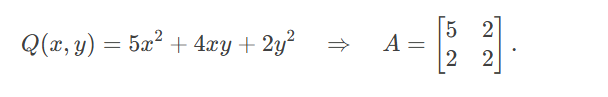 Q(x, y) = 5x² + 4xy + 2y² ⇒ A = [5 2; 2 2].